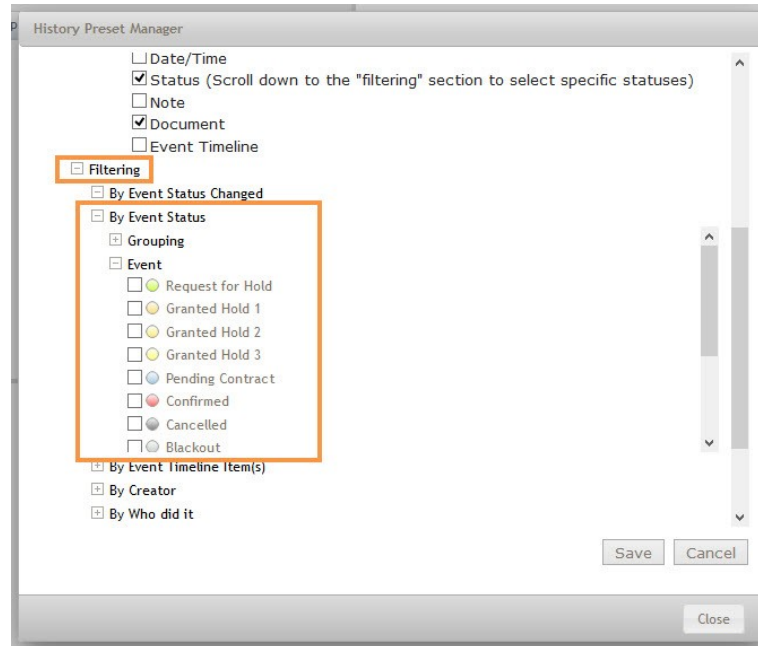 History Preset Manager
Date/Time
Status (Scroll down to the "filtering" section to select specific statuses)
Note
Document
Event Timeline
Filtering
By Event Status Changed
By Event Status
Grouping
Event
Request for Hold
Granted Hold 1
Granted Hold 2
Granted Hold 3
Pending Contract
Confirmed
Cancelled
Blackout
By Event Timeline Item(s)
By Creator
By Who did it
Save Cancel
Close